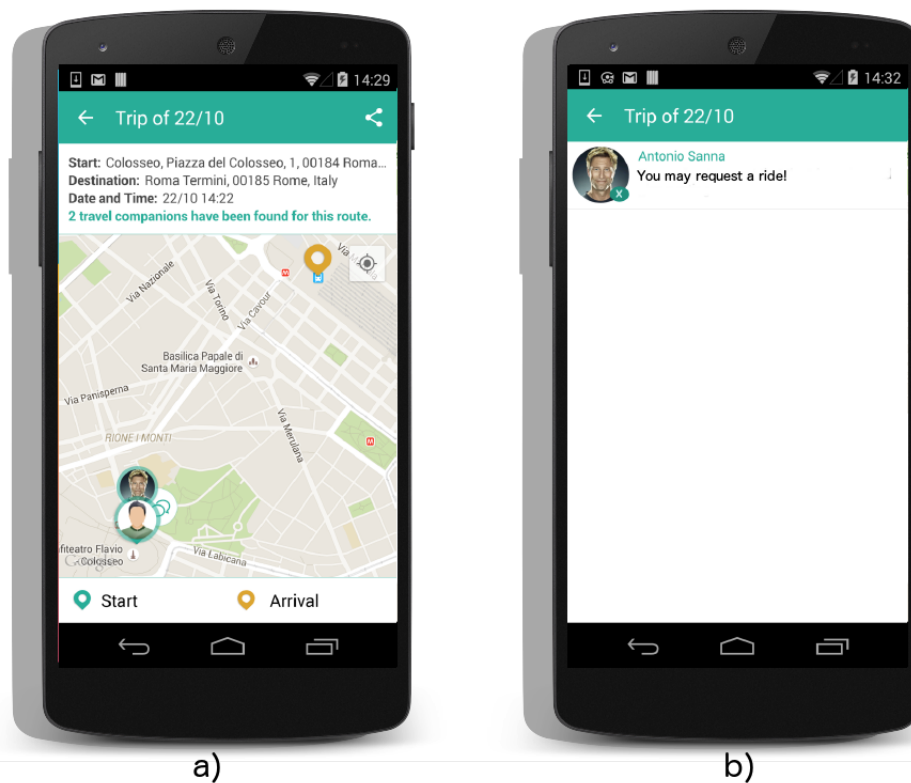 14:29
Trip of 22/10
Start: Colosseo, Piazza del Colosseo, 1, 00184 Roma...
Destination: Roma Termini, 00185 Rome, Italy
Date and Time: 22/10 14:22
2 travel companions have been found for this route.
Via Nazionale
Via Torino
Via Cavour
M
Basilica Papale di
Santa Maria Maggiore
Via Panisperna
Via Merulana
RIONE I MONTI
M
fiteatro Flavio
Colosseo
Via Labicana
Start
Arrival
a)
14:32
Trip of 22/10
Antonio Sanna
You may request a ride!
X
b)